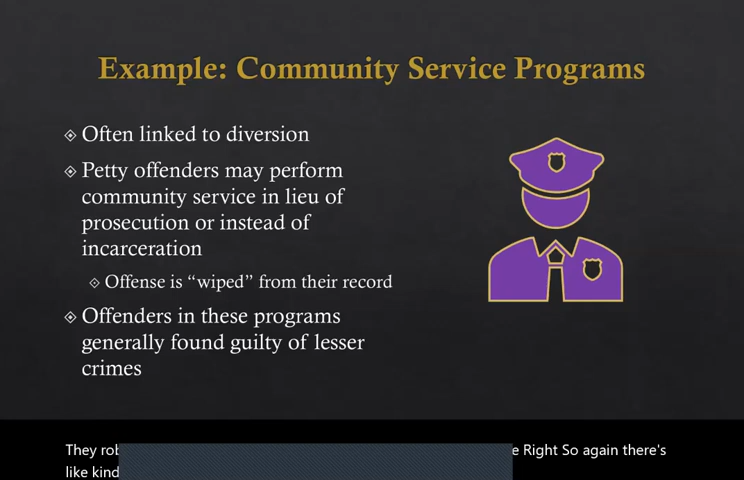 Example: Community Service Programs
Often linked to diversion
Petty offenders may perform
community service in lieu of
prosecution or instead of
incarceration
Offense is “wiped” from their record
Offenders in these programs
generally found guilty of lesser
crimes
They Right So again there's
like kind